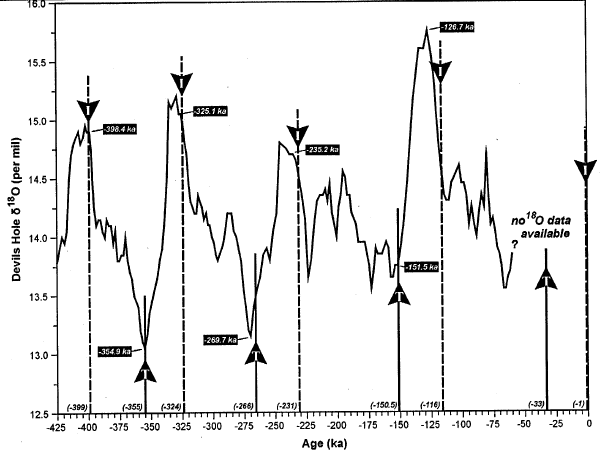 16.0
15.5
15.0
14.5
14.0
13.5
13.0
12.5
Devils Hole δ18O (per mil)
-126.7 ka
-398.4 ka
-325.1 ka
-235.2 ka
-151.5 ka
-354.9 ka
-269.7 ka
no18O data
available
?
I
I
I
I
I
T
T
T
T
(-399)
(-355)
(-324)
(-266)
(-231)
(-150.5)
(-116)
(-33)
(-1)
-425
-400
-375
-350
-325
-300
-275
-250
-225
-200
-175
-150
-125
-100
-75
-50
-25
0
Age (ka)